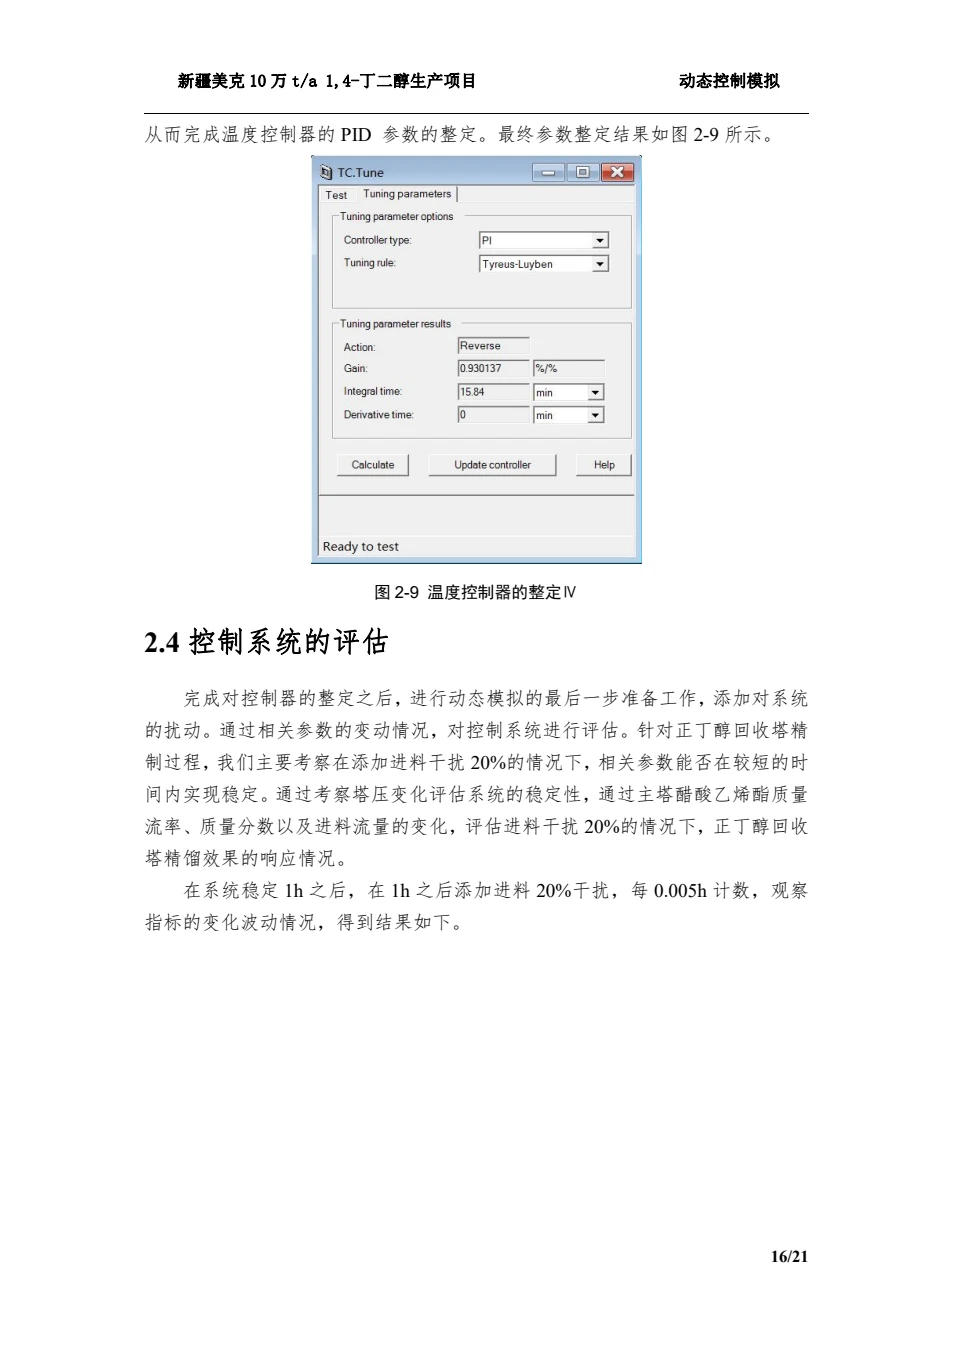 新疆美克 10 万 t/a 1,4-丁二醇生产项目 动态控制模拟
从而完成温度控制器的 PID 参数的整定。最终参数整定结果如图 2-9 所示。
TC.Tune
Test Tuning parameters
Tuning parameter options
Controller type: PI
Tuning rule: Tyreus-Luyben
Tuning parameter results
Action: Reverse
Gain: 0.930137 %/%
Integral time: 15.84 min
Derivative time: 0 min
Calculate Update controller Help
Ready to test
图 2-9 温度控制器的整定Ⅳ
2.4 控制系统的评估
完成对控制器的整定之后，进行动态模拟的最后一步准备工作，添加对系统
的扰动。通过相关参数的变动情况，对控制系统进行评估。针对正丁醇回收塔精
制过程，我们主要考察在添加进料干扰 20%的情况下，相关参数能否在较短的时
间内实现稳定。通过考察塔压变化评估系统的稳定性，通过主塔醋酸乙烯酯质量
流率、质量分数以及进料流量的变化，评估进料干扰 20%的情况下，正丁醇回收
塔精馏效果的响应情况。
在系统稳定 1h 之后，在 1h 之后添加进料 20%干扰，每 0.005h 计数，观察
指标的变化波动情况，得到结果如下。
16/21